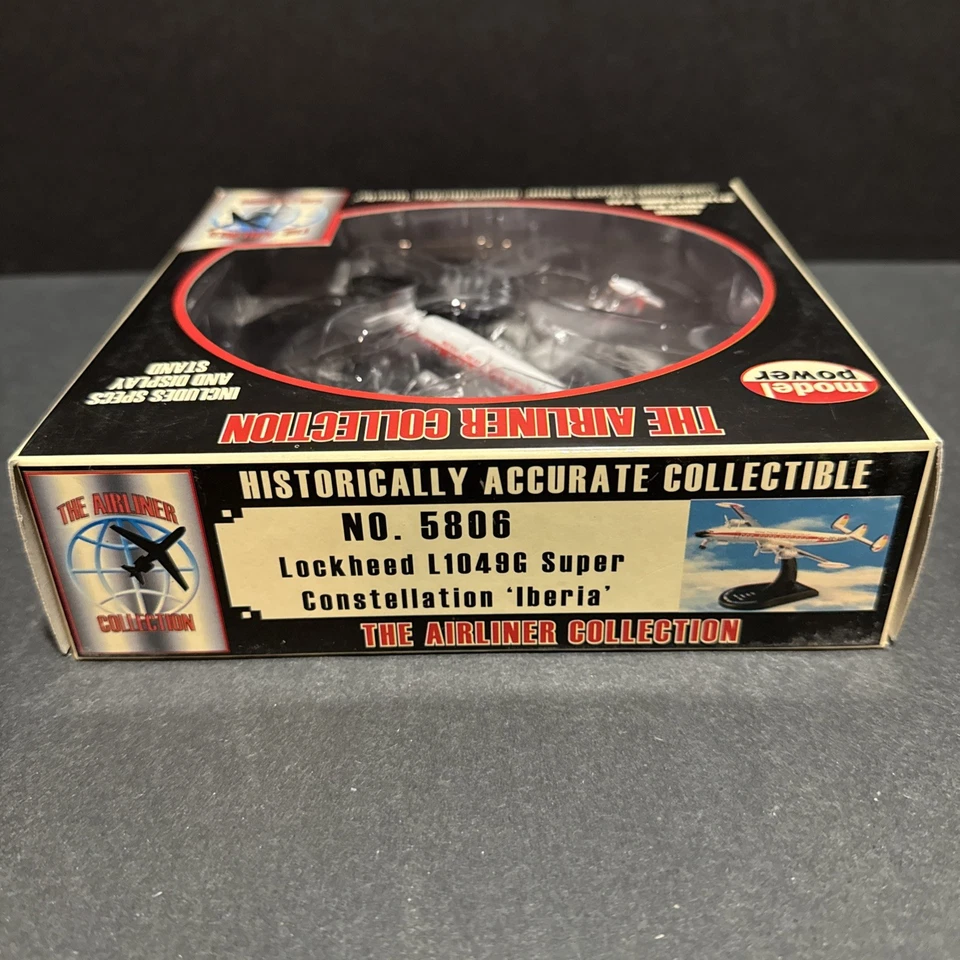 INCLUDES SPECS
AND DISPLAY
STAND
model
power
THE AIRLINER COLLECTION
THE AIRLINER
COLLECTION
HISTORICALLY ACCURATE COLLECTIBLE
NO. 5806
Lockheed L1049G Super
Constellation ‘Iberia’
THE AIRLINER COLLECTION